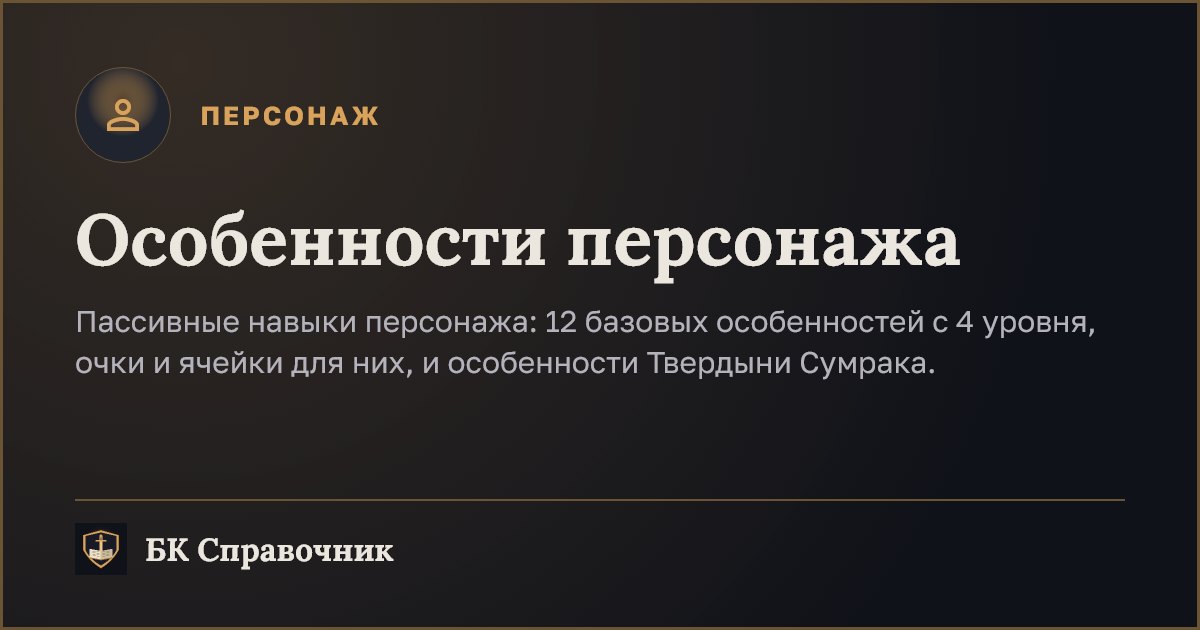 ПЕРСОНАЖ
Особенности персонажа
Пассивные навыки персонажа: 12 базовых особенностей с 4 уровня,
очки и ячейки для них, и особенности Твердыни Сумрака.
БК Справочник